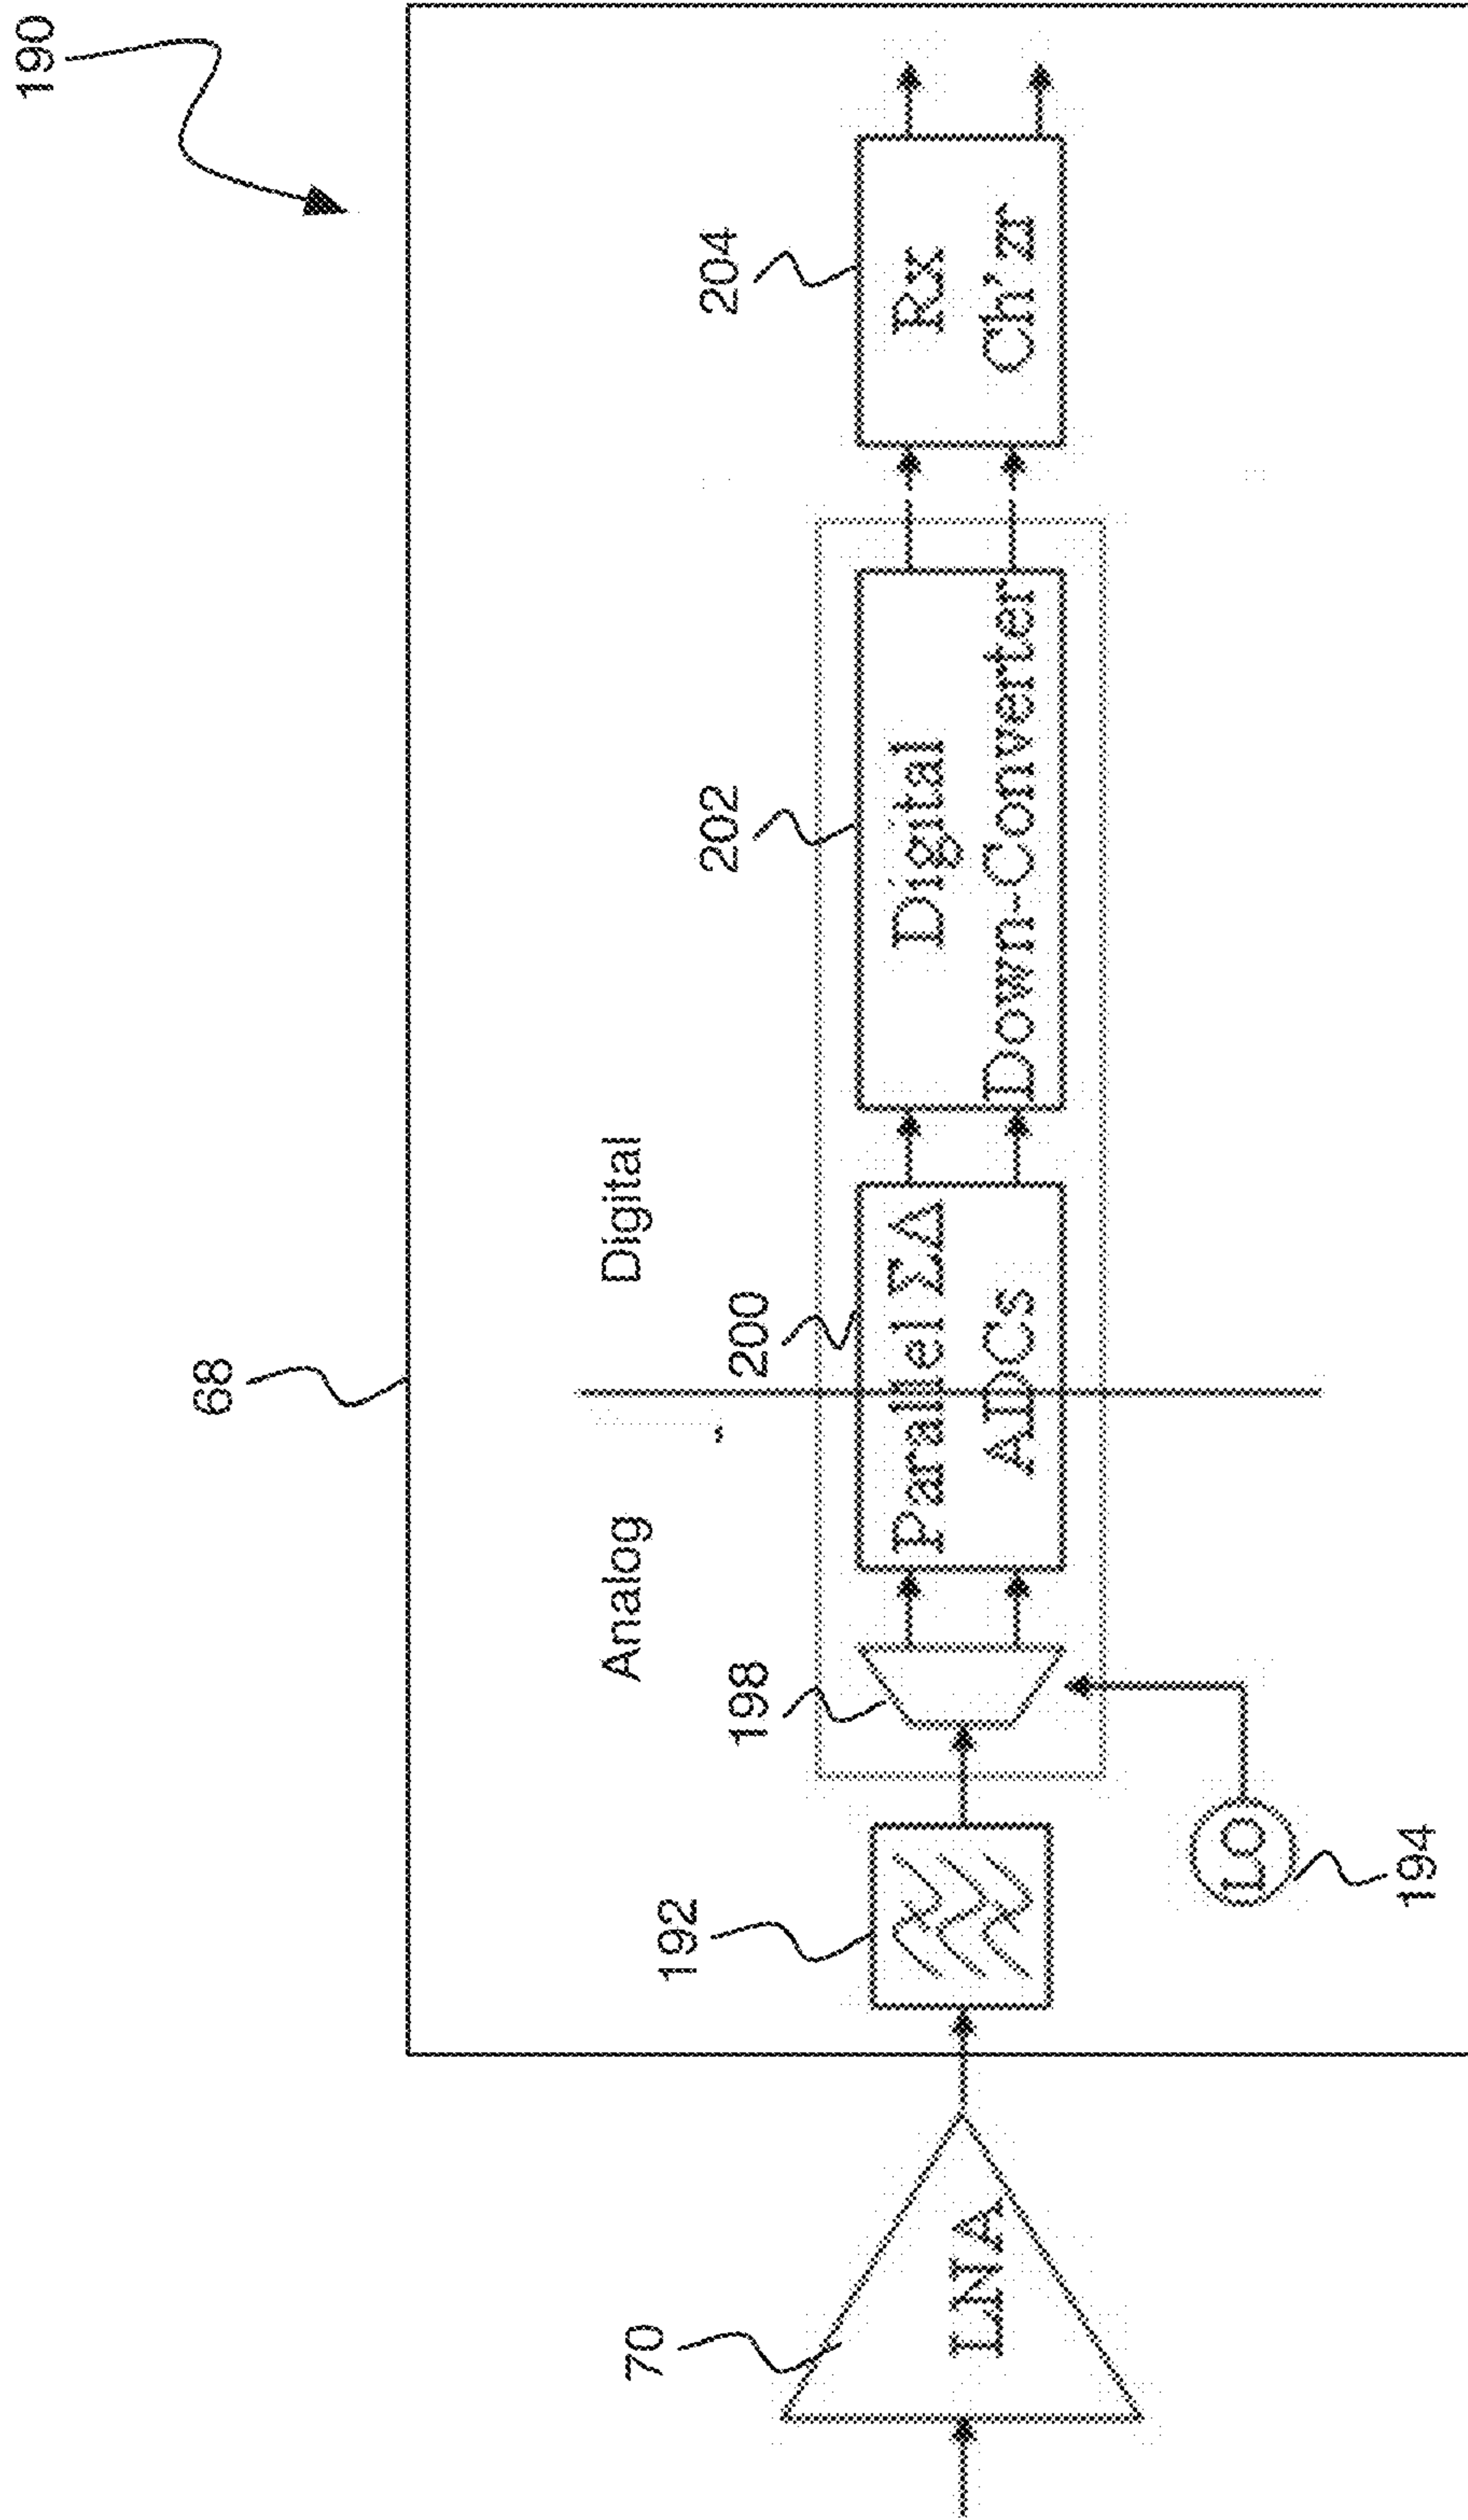 190
68
Analog
Digital
70
LNA
192
194
LO
198
200
Parallel ΣΔ
ADCs
202
Digital
Down-Converter
204
Rx
Ch'zr